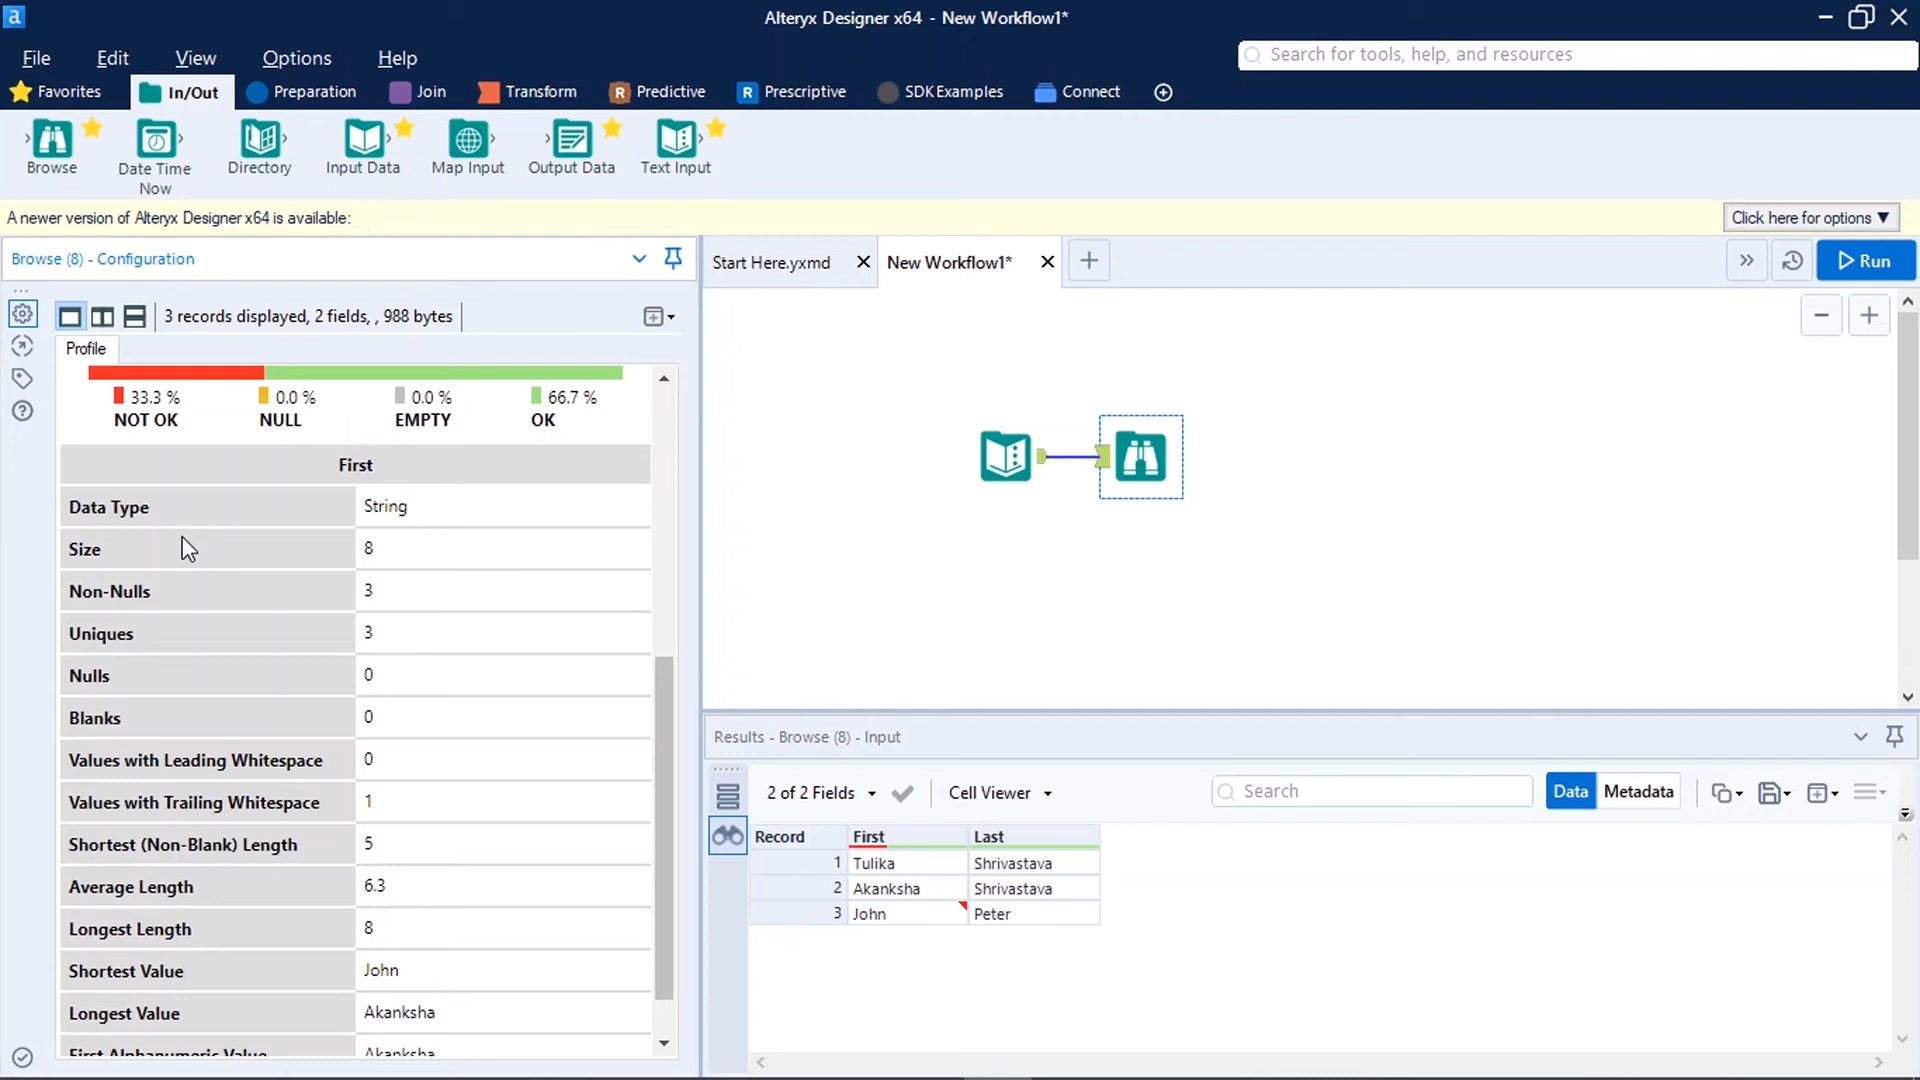 a
Alteryx Designer x64 - New Workflow1*
File Edit View Options Help
Search for tools, help, and resources
Favorites In/Out Preparation Join Transform R Predictive R Prescriptive SDK Examples Connect
Browse Date Time Now Directory Input Data Map Input Output Data Text Input
A newer version of Alteryx Designer x64 is available: Click here for options ▼
Browse (8) - Configuration
Start Here.yxmd New Workflow1* Run
3 records displayed, 2 fields, , 988 bytes
Profile
33.3 % 0.0 % 0.0 % 66.7 %
NOT OK NULL EMPTY OK
First
Data Type String
Size 8
Non-Nulls 3
Uniques 3
Nulls 0
Blanks 0
Values with Leading Whitespace 0
Values with Trailing Whitespace 1
Shortest (Non-Blank) Length 5
Average Length 6.3
Longest Length 8
Shortest Value John
Longest Value Akanksha
First Alphanumeric Value Akanksha
Results - Browse (8) - Input
2 of 2 Fields Cell Viewer Search Data Metadata
Record First Last
1 Tulika Shrivastava
2 Akanksha Shrivastava
3 John Peter